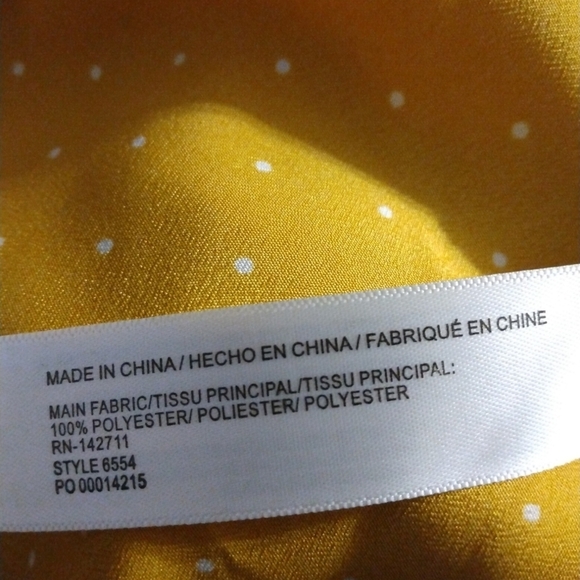 MADE IN CHINA / HECHO EN CHINA / FABRIQUÉ EN CHINE
MAIN FABRIC/TISSU PRINCIPAL/TISSU PRINCIPAL:
100% POLYESTER/ POLIESTER/ POLYESTER
RN-142711
STYLE 6554
PO 00014215